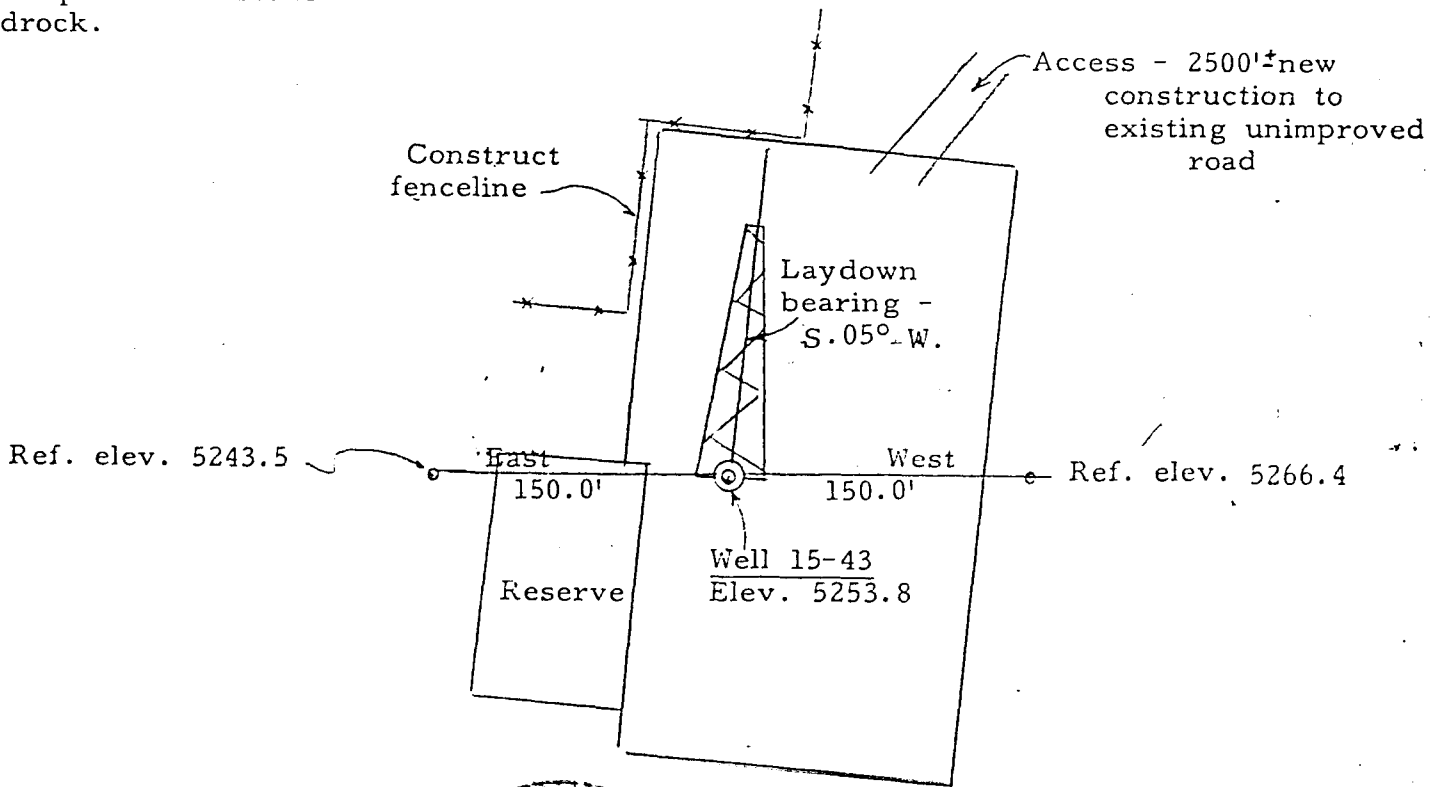 drock.
Access - 2500'± new
construction to
existing unimproved
road
Construct
fenceline
Laydown
bearing -
S.05°-W.
Ref. elev. 5243.5
East
150.0'
West
150.0'
Ref. elev. 5266.4
Well 15-43
Elev. 5253.8
Reserve